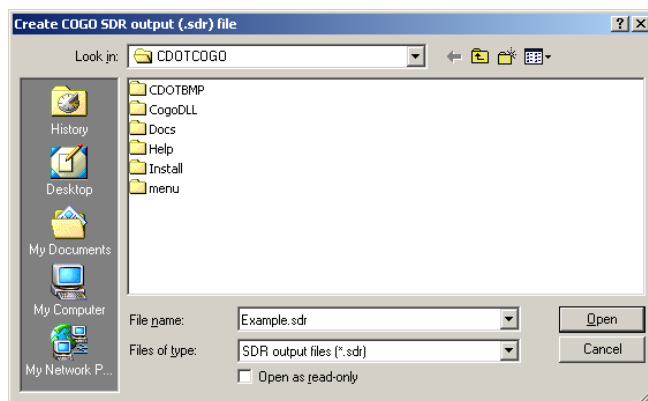 Create COGO SDR output (.sdr) file
Look in: CDOTCOGO
History
Desktop
My Documents
My Computer
My Network P...
CDOTBMP
CogoDLL
Docs
Help
Install
menu
File name: Example.sdr Open
Files of type: SDR output files (*.sdr) Cancel
Open as read-only